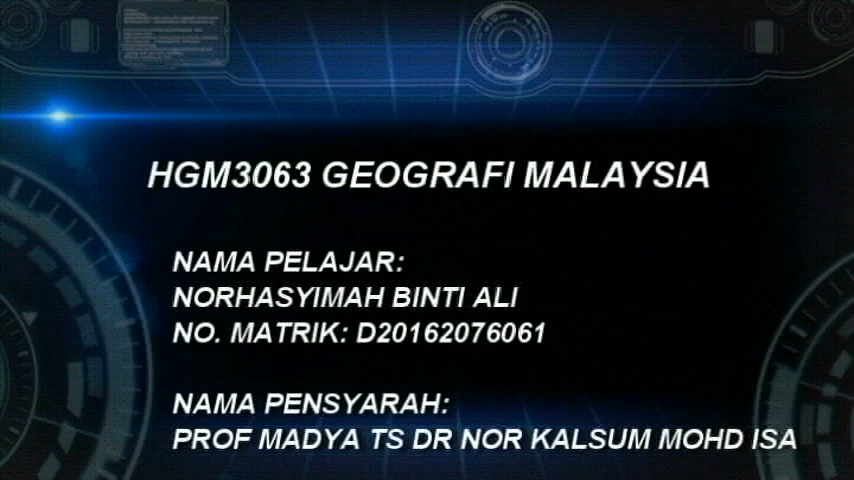 HGM3063 GEOGRAFI MALAYSIA
NAMA PELAJAR:
NORHASYIMAH BINTI ALI
NO. MATRIK: D20162076061
NAMA PENSYARAH:
PROF MADYA TS DR NOR KALSUM MOHD ISA